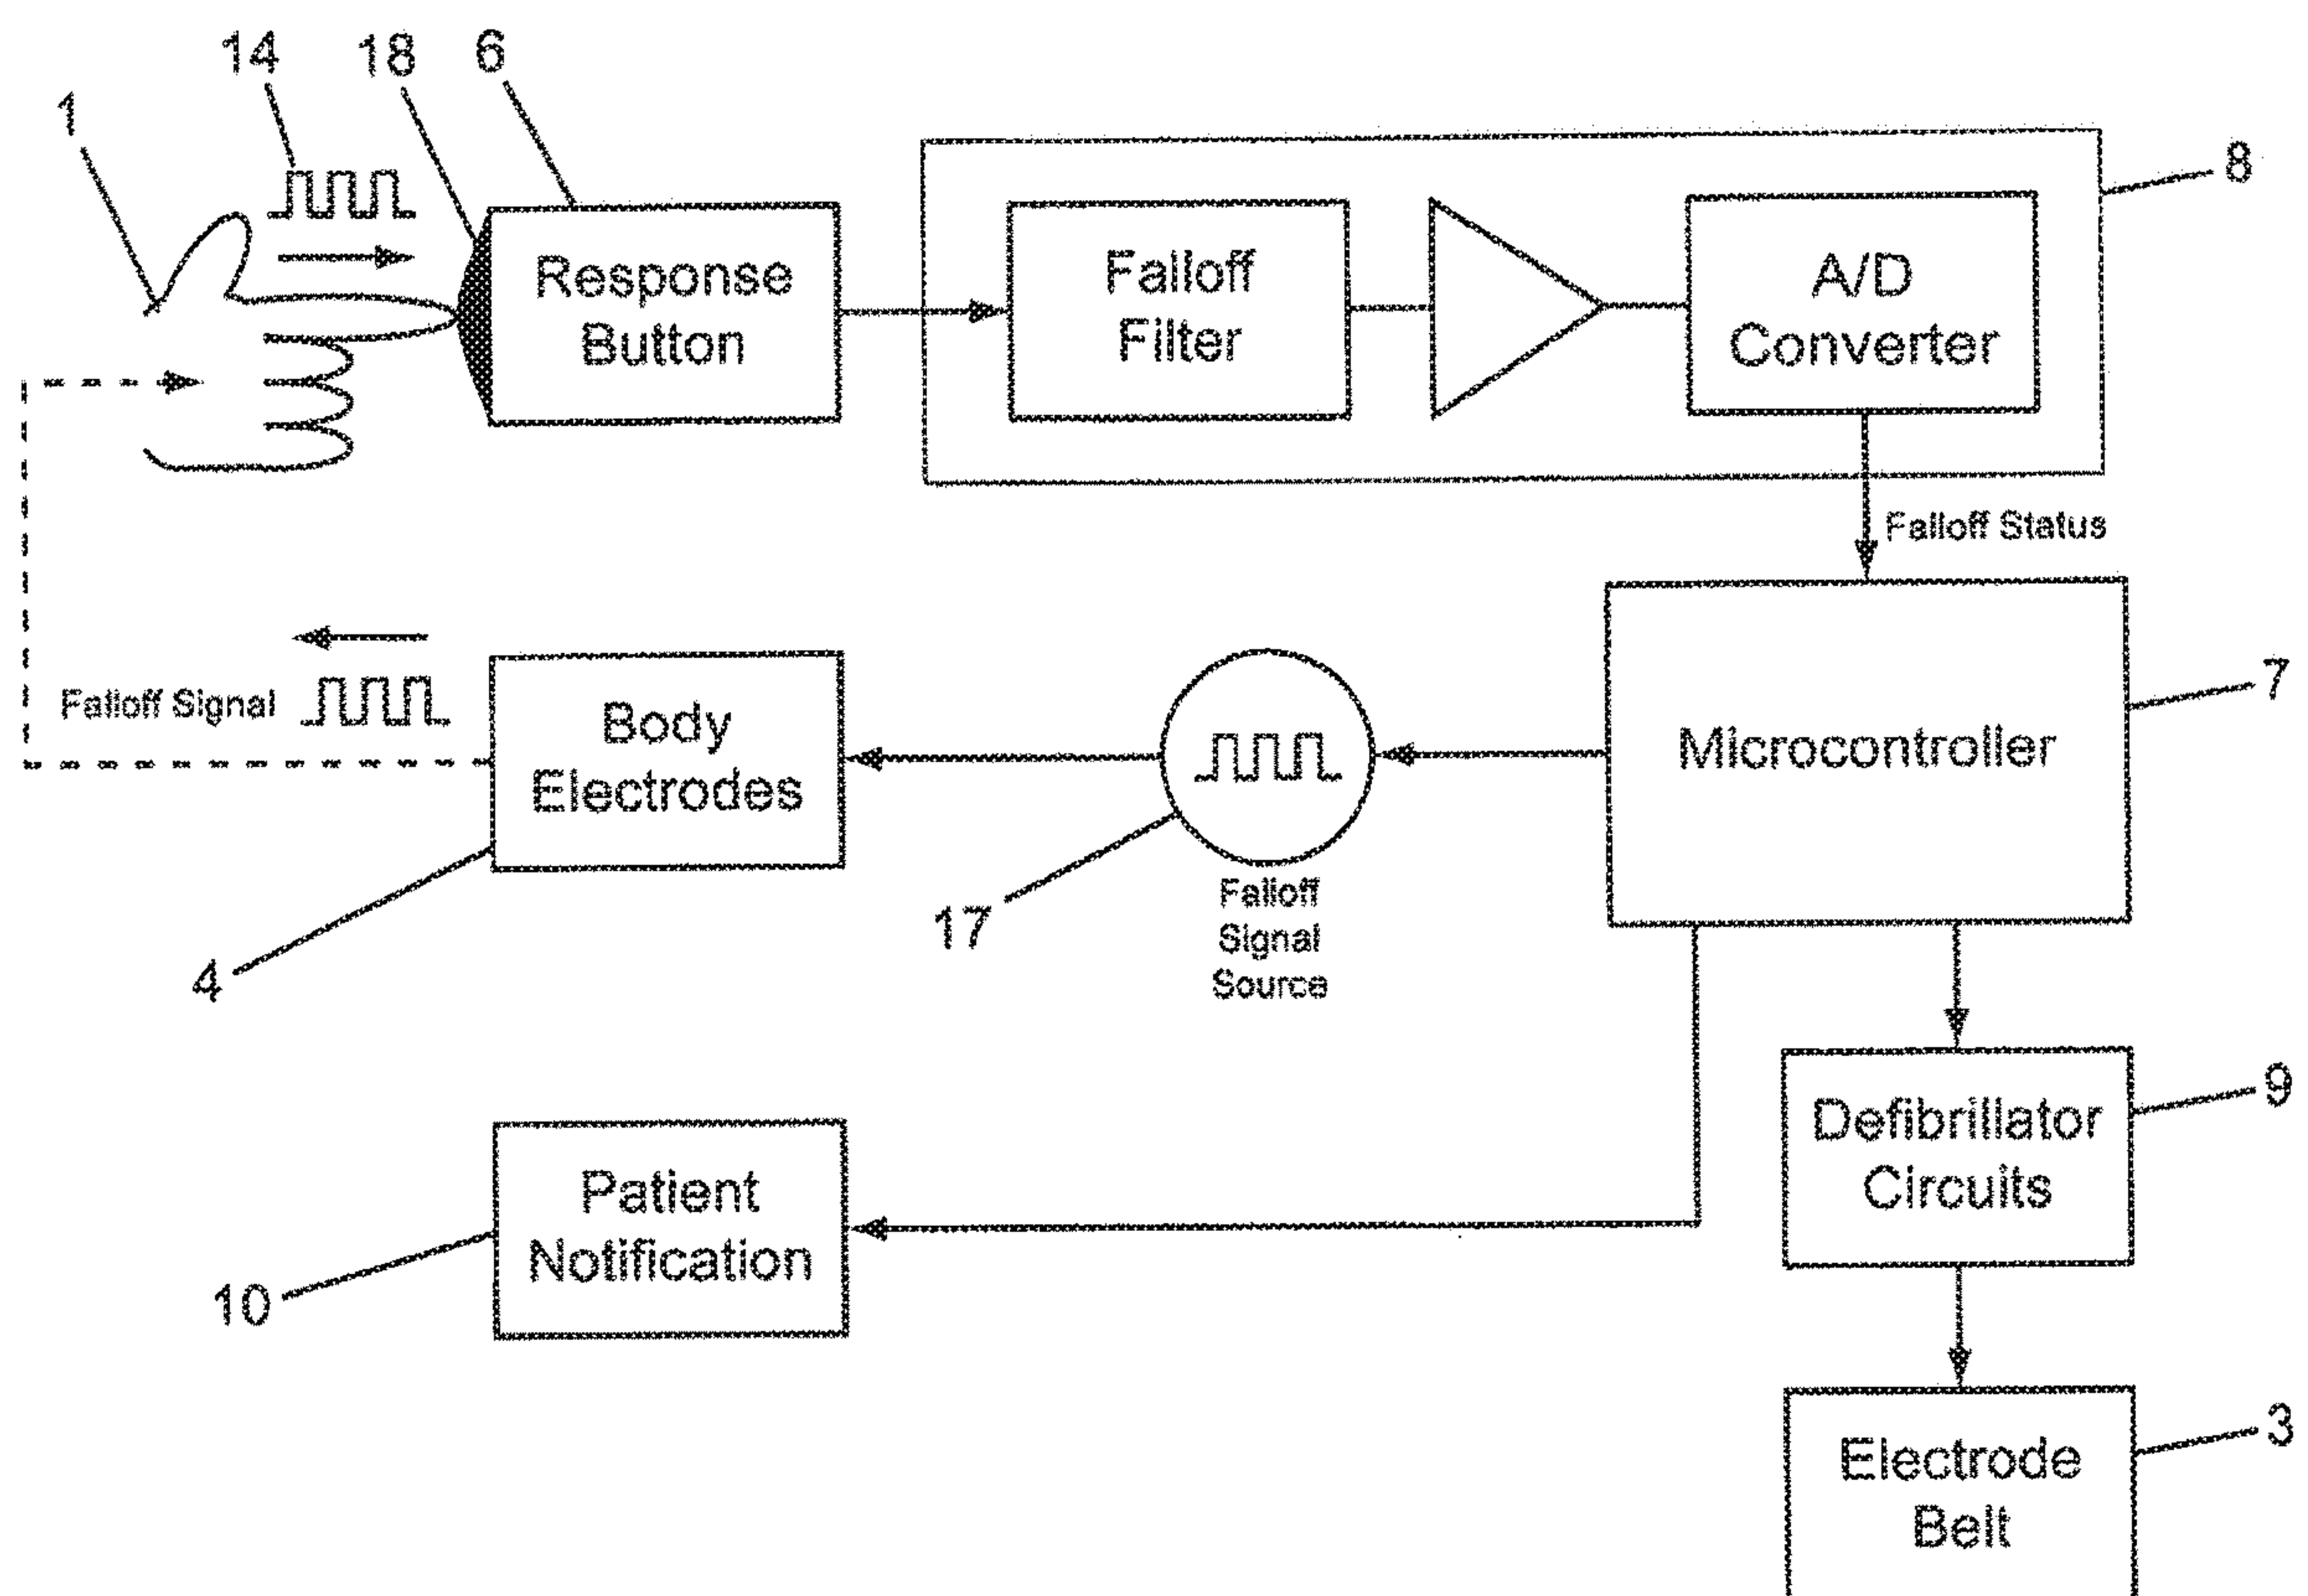 14
18
6
1
8
Response
Button
Falloff
Filter
A/D
Converter
Falloff Status
7
Falloff Signal
Body
Electrodes
Microcontroller
17
Falloff
Signal
Source
4
9
Defibrillator
Circuits
Patient
Notification
10
3
Electrode
Belt